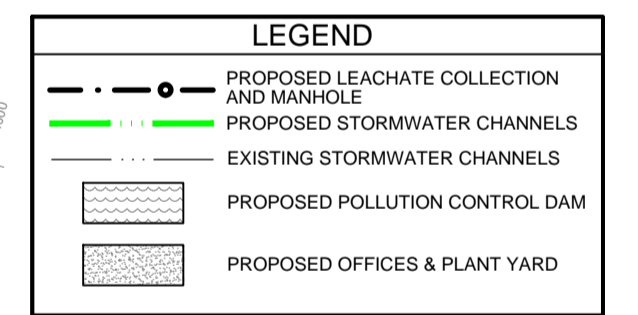 LEGEND
PROPOSED LEACHATE COLLECTION
AND MANHOLE
PROPOSED STORMWATER CHANNELS
EXISTING STORMWATER CHANNELS
PROPOSED POLLUTION CONTROL DAM
PROPOSED OFFICES & PLANT YARD